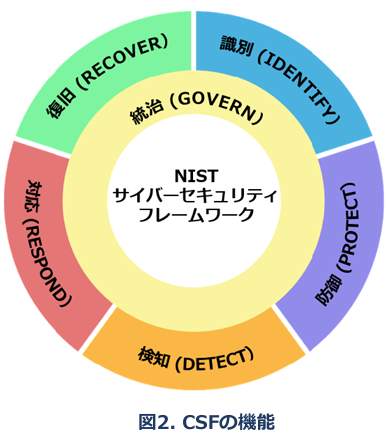 復旧 (RECOVER)
識別 (IDENTIFY)
統治 (GOVERN)
NIST
サイバーセキュリティ
フレームワーク
対応 (RESPOND)
防御 (PROTECT)
検知 (DETECT)
図2. CSFの機能